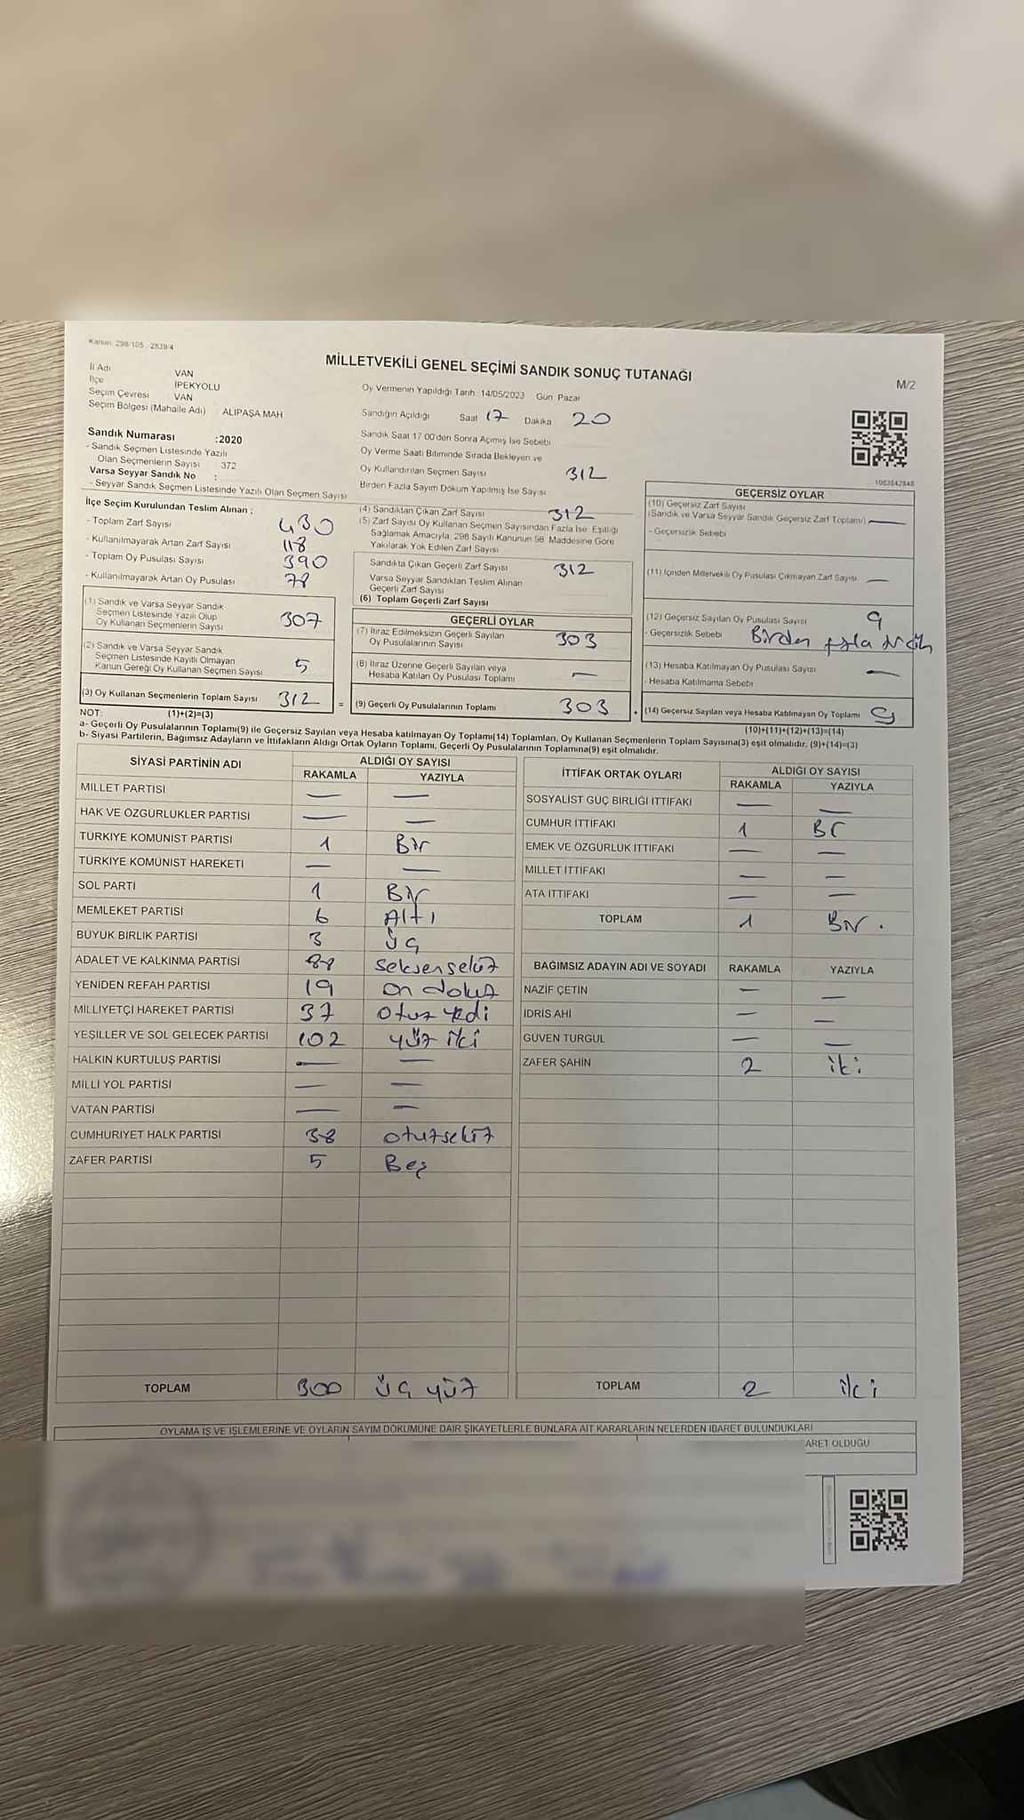 Kanun: 298/105 2839/4
MİLLETVEKİLİ GENEL SEÇİMİ SANDIK SONUÇ TUTANAĞI
M/2
İl Adı VAN
İlçe İPEKYOLU
Seçim Çevresi VAN
Seçim Bölgesi (Mahalle Adı) ALIPAŞA MAH
Sandık Numarası :2020
- Sandık Seçmen Listesinde Yazılı
Olan Seçmenlerin Sayısı 372
Varsa Seyyar Sandık No :
- Seyyar Sandık Seçmen Listesinde Yazılı Olan Seçmen Sayısı
Oy Vermenin Yapıldığı Tarih: 14/05/2023 Gün: Pazar
Sandığın Açıldığı Saat 17 Dakika 20
Sandık Saat 17:00'den Sonra Açılmış İse Sebebi
Oy Verme Saati Bitiminde Sırada Bekleyen ve
Oy Kullandırılan Seçmen Sayısı 312
Birden Fazla Sayım Döküm Yapılmış İse Sayısı
1063642848
İlçe Seçim Kurulundan Teslim Alınan :
- Toplam Zarf Sayısı 430
- Kullanılmayarak Artan Zarf Sayısı 118
- Toplam Oy Pusulası Sayısı 390
- Kullanılmayarak Artan Oy Pusulası 78
(1) Sandık ve Varsa Seyyar Sandık
Seçmen Listesinde Yazılı Olup
Oy Kullanan Seçmenlerin Sayısı 307
(2) Sandık ve Varsa Seyyar Sandık
Seçmen Listesinde Kayıtlı Olmayan
Kanun Gereği Oy Kullanan Seçmen Sayısı 5
(3) Oy Kullanan Seçmenlerin Toplam Sayısı 312 =
(4) Sandıktan Çıkan Zarf Sayısı 312
(5) Zarf Sayısı Oy Kullanan Seçmen Sayısından Fazla İse, Eşitliği
Sağlamak Amacıyla, 298 Sayılı Kanunun 98. Maddesine Göre
Yakılarak Yok Edilen Zarf Sayısı
Sandıkta Çıkan Geçerli Zarf Sayısı 312
Varsa Seyyar Sandıktan Teslim Alınan
Geçerli Zarf Sayısı
(6) Toplam Geçerli Zarf Sayısı
GEÇERLİ OYLAR
(7) İtiraz Edilmeksizin Geçerli Sayılan
Oy Pusulalarının Sayısı 303
(8) İtiraz Üzerine Geçerli Sayılan veya
Hesaba Katılan Oy Pusulası Toplamı —
(9) Geçerli Oy Pusulalarının Toplamı 303 +
GEÇERSİZ OYLAR
(10) Geçersiz Zarf Sayısı
(Sandık ve Varsa Seyyar Sandık Geçersiz Zarf Toplamı) —
- Geçersizlik Sebebi
(11) İçinden Milletvekili Oy Pusulası Çıkmayan Zarf Sayısı —
(12) Geçersiz Sayılan Oy Pusulası Sayısı 9
- Geçersizlik Sebebi Birden fazla
(13) Hesaba Katılmayan Oy Pusulası Sayısı —
- Hesaba Katılmama Sebebi
(14) Geçersiz Sayılan veya Hesaba Katılmayan Oy Toplamı 9
NOT: (1)+(2)=(3) (10)+(11)+(12)+(13)=(14)
a- Geçerli Oy Pusulalarının Toplamı(9) ile Geçersiz Sayılan veya Hesaba katılmayan Oy Toplamı(14) Toplamları, Oy Kullanan Seçmenlerin Toplam Sayısına(3) eşit olmalıdır. (9)+(14)=(3)
b- Siyasi Partilerin, Bağımsız Adayların ve İttifakların Aldığı Ortak Oyların Toplamı, Geçerli Oy Pusulalarının Toplamına(9) eşit olmalıdır.
SİYASİ PARTİNİN ADI ALDIĞI OY SAYISI
RAKAMLA YAZIYLA
MİLLET PARTİSİ — —
HAK VE ÖZGÜRLÜKLER PARTİSİ — —
TÜRKİYE KOMÜNİST PARTİSİ 1 Bir
TÜRKİYE KOMÜNİST HAREKETİ — —
SOL PARTİ 1 Bir
MEMLEKET PARTİSİ 6 Altı
BÜYÜK BİRLİK PARTİSİ 3 üç
ADALET VE KALKINMA PARTİSİ 88 seksensekiz
YENİDEN REFAH PARTİSİ 19 on dokuz
MİLLİYETÇİ HAREKET PARTİSİ 37 otuz yedi
YEŞİLLER VE SOL GELECEK PARTİSİ 102 yüz iki
HALKIN KURTULUŞ PARTİSİ — —
MİLLİ YOL PARTİSİ — —
VATAN PARTİSİ — —
CUMHURİYET HALK PARTİSİ 38 otuzsekiz
ZAFER PARTİSİ 5 Beş
TOPLAM 300 üç yüz
İTTİFAK ORTAK OYLARI ALDIĞI OY SAYISI
RAKAMLA YAZIYLA
SOSYALİST GÜÇ BİRLİĞİ İTTİFAKI — —
CUMHUR İTTİFAKI 1 Bir
EMEK VE ÖZGÜRLÜK İTTİFAKI — —
MİLLET İTTİFAKI — —
ATA İTTİFAKI — —
TOPLAM 1 Bir .
BAĞIMSIZ ADAYIN ADI VE SOYADI RAKAMLA YAZIYLA
NAZİF ÇETİN — —
İDRİS AHİ — —
GÜVEN TURGUL — —
ZAFER ŞAHİN 2 iki
TOPLAM 2 iki
OYLAMA İŞ VE İŞLEMLERİNE VE OYLARIN SAYIM DÖKÜMÜNE DAİR ŞİKAYETLERLE BUNLARA AİT KARARLARIN NELERDEN İBARET BULUNDUKLARI
ARET OLDUĞU